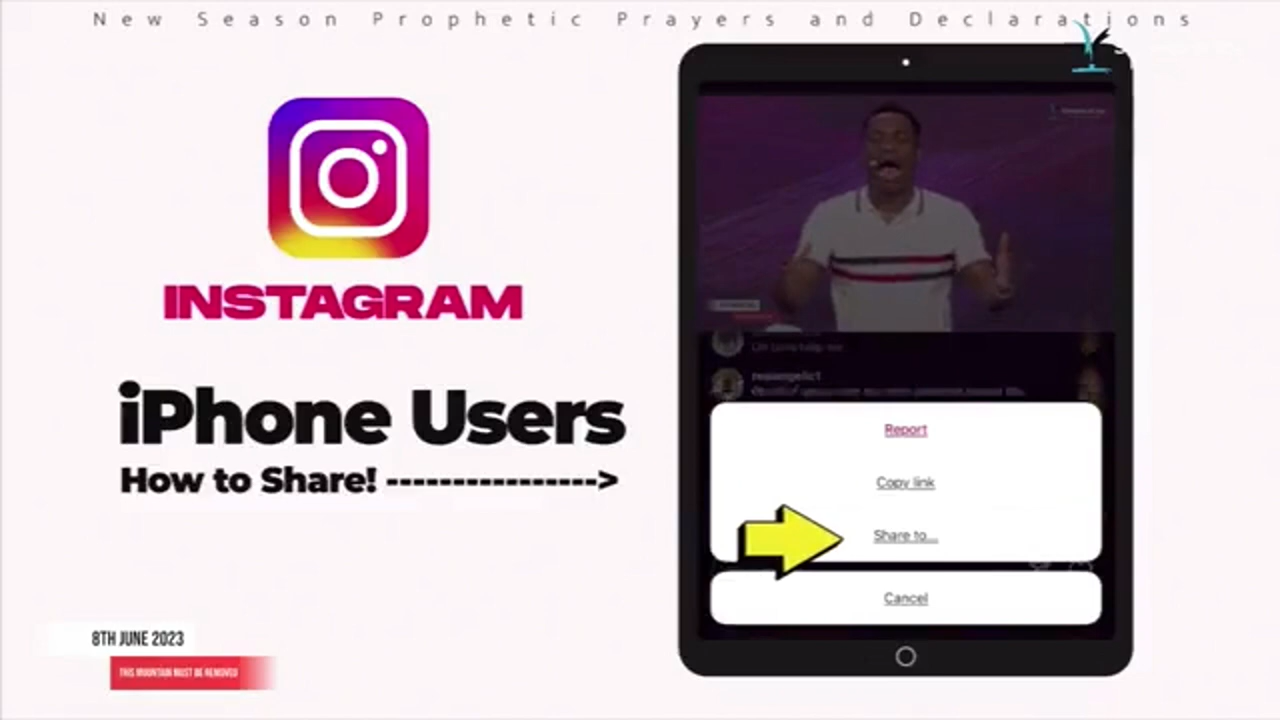 New Season Prophetic Prayers and Declarations
INSTAGRAM
iPhone Users
How to Share! ---------------->
Report
Copy link
Share to...
Cancel
8TH JUNE 2023
THIS MOUNTAIN MUST BE REMOVED